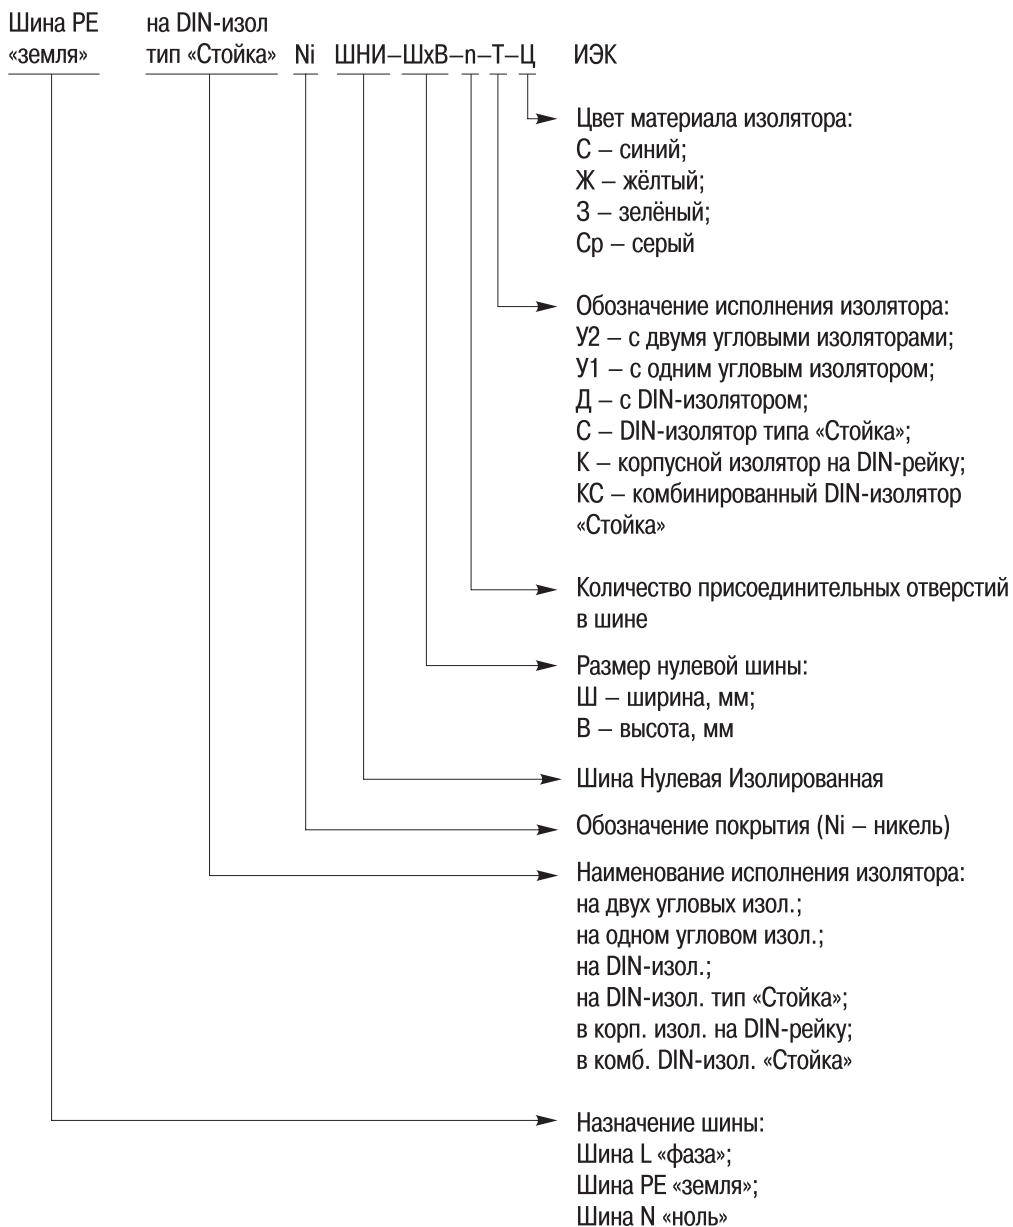 Шина PE на DIN-изол
«земля» тип «Стойка» Ni ШНИ–ШхВ–n–Т–Ц ИЭК
Цвет материала изолятора:
С – синий;
Ж – жёлтый;
З – зелёный;
Ср – серый
Обозначение исполнения изолятора:
У2 – с двумя угловыми изоляторами;
У1 – с одним угловым изолятором;
Д – с DIN-изолятором;
С – DIN-изолятор типа «Стойка»;
К – корпусной изолятор на DIN-рейку;
КС – комбинированный DIN-изолятор
«Стойка»
Количество присоединительных отверстий
в шине
Размер нулевой шины:
Ш – ширина, мм;
В – высота, мм
Шина Нулевая Изолированная
Обозначение покрытия (Ni – никель)
Наименование исполнения изолятора:
на двух угловых изол.;
на одном угловом изол.;
на DIN-изол.;
на DIN-изол. тип «Стойка»;
в корп. изол. на DIN-рейку;
в комб. DIN-изол. «Стойка»
Назначение шины:
Шина L «фаза»;
Шина PE «земля»;
Шина N «ноль»